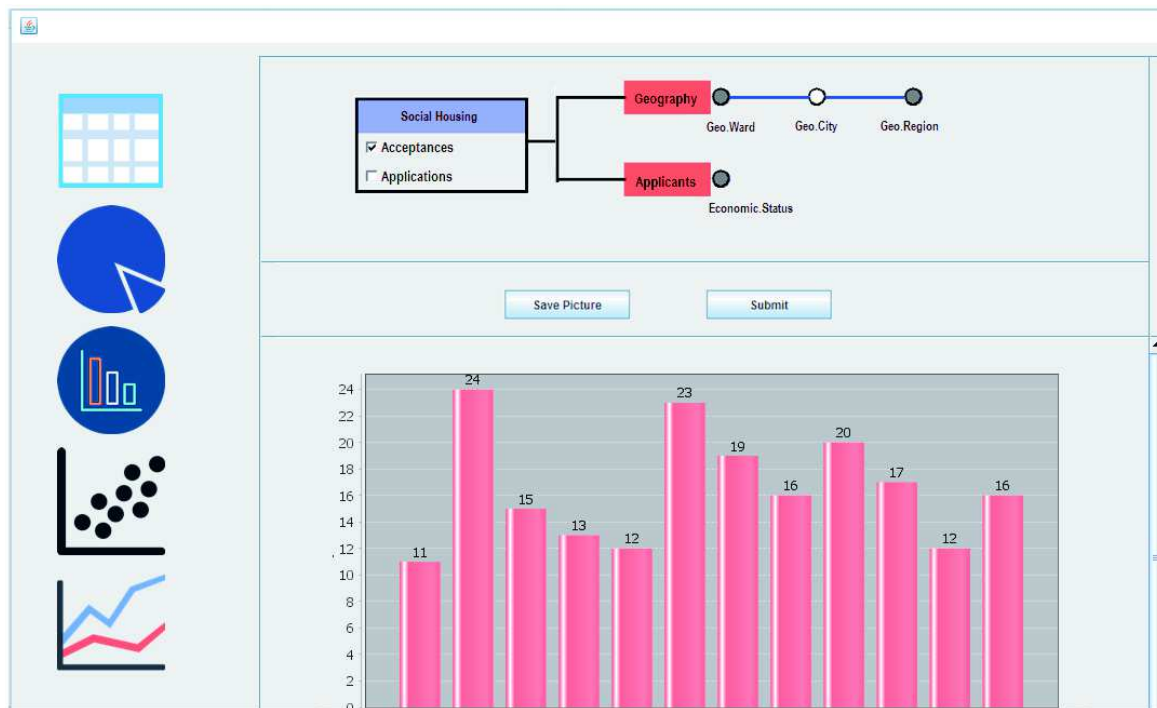 Social Housing
Acceptances
Applications
Geography
Geo.Ward
Geo.City
Geo.Region
Applicants
Economic.Status
Save Picture
Submit
24
22
20
18
16
14
12
10
8
6
4
2
0
11
24
15
13
12
23
19
16
20
17
12
16